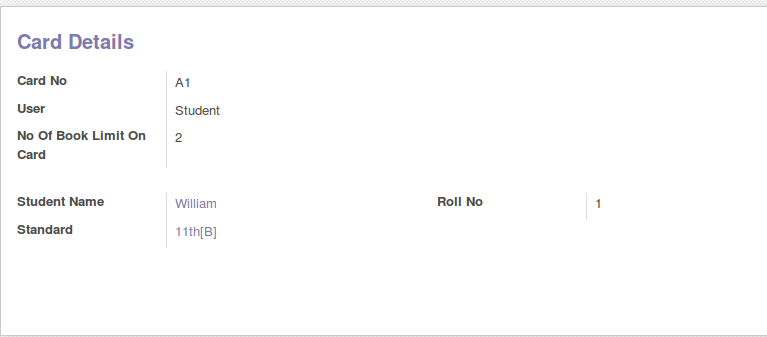 Card Details
Card No A1
User Student
No Of Book Limit On 2
Card
Student Name William Roll No 1
Standard 11th[B]